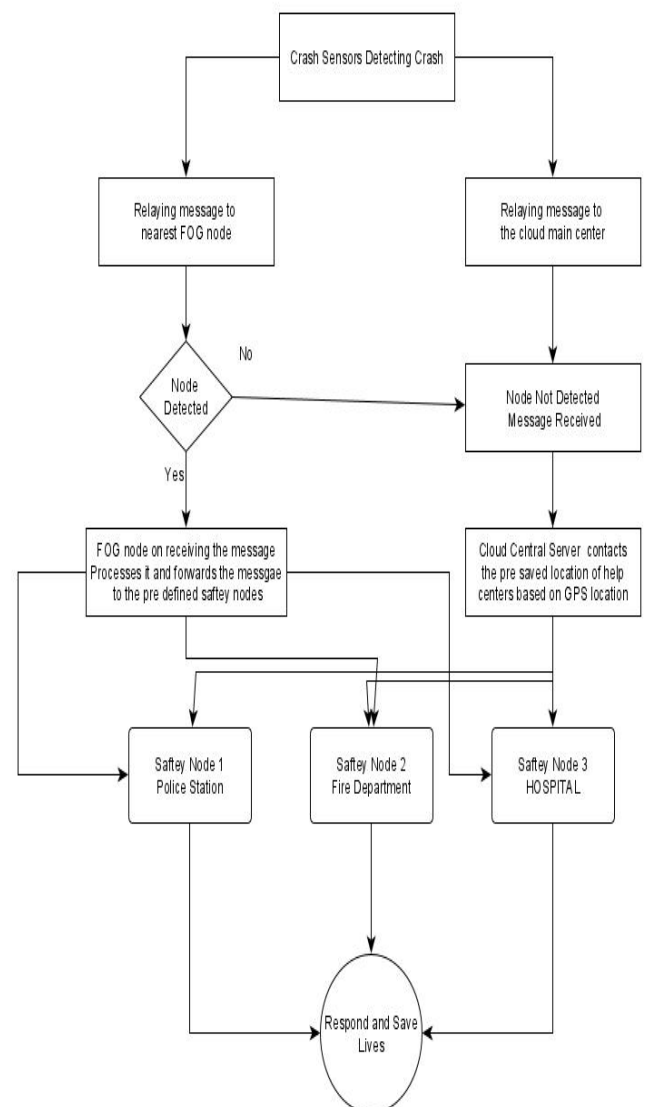 Crash Sensors Detecting Crash
Relaying message to
nearest FOG node
Relaying message to
the cloud main center
No
Node
Detected
Node Not Detected
Message Received
Yes
FOG node on receiving the message
Processes it and forwards the messgae
to the pre defined saftey nodes
Cloud Central Server contacts
the pre saved location of help
centers based on GPS location
Saftey Node 1
Police Station
Saftey Node 2
Fire Department
Saftey Node 3
HOSPITAL
Respond and Save
Lives